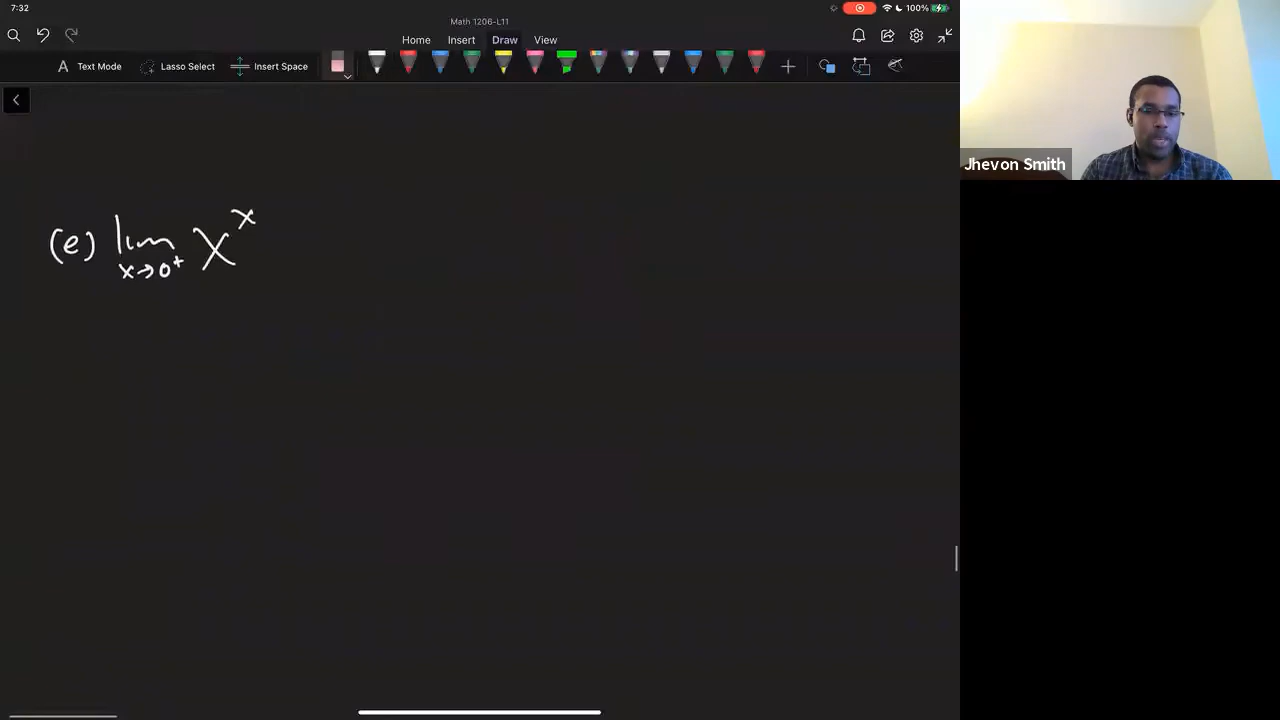 7:32
100%
Math 1206-L11
Home Insert Draw View
A Text Mode Lasso Select Insert Space
Jhevon Smith
(e) lim x→0⁺ xˣ